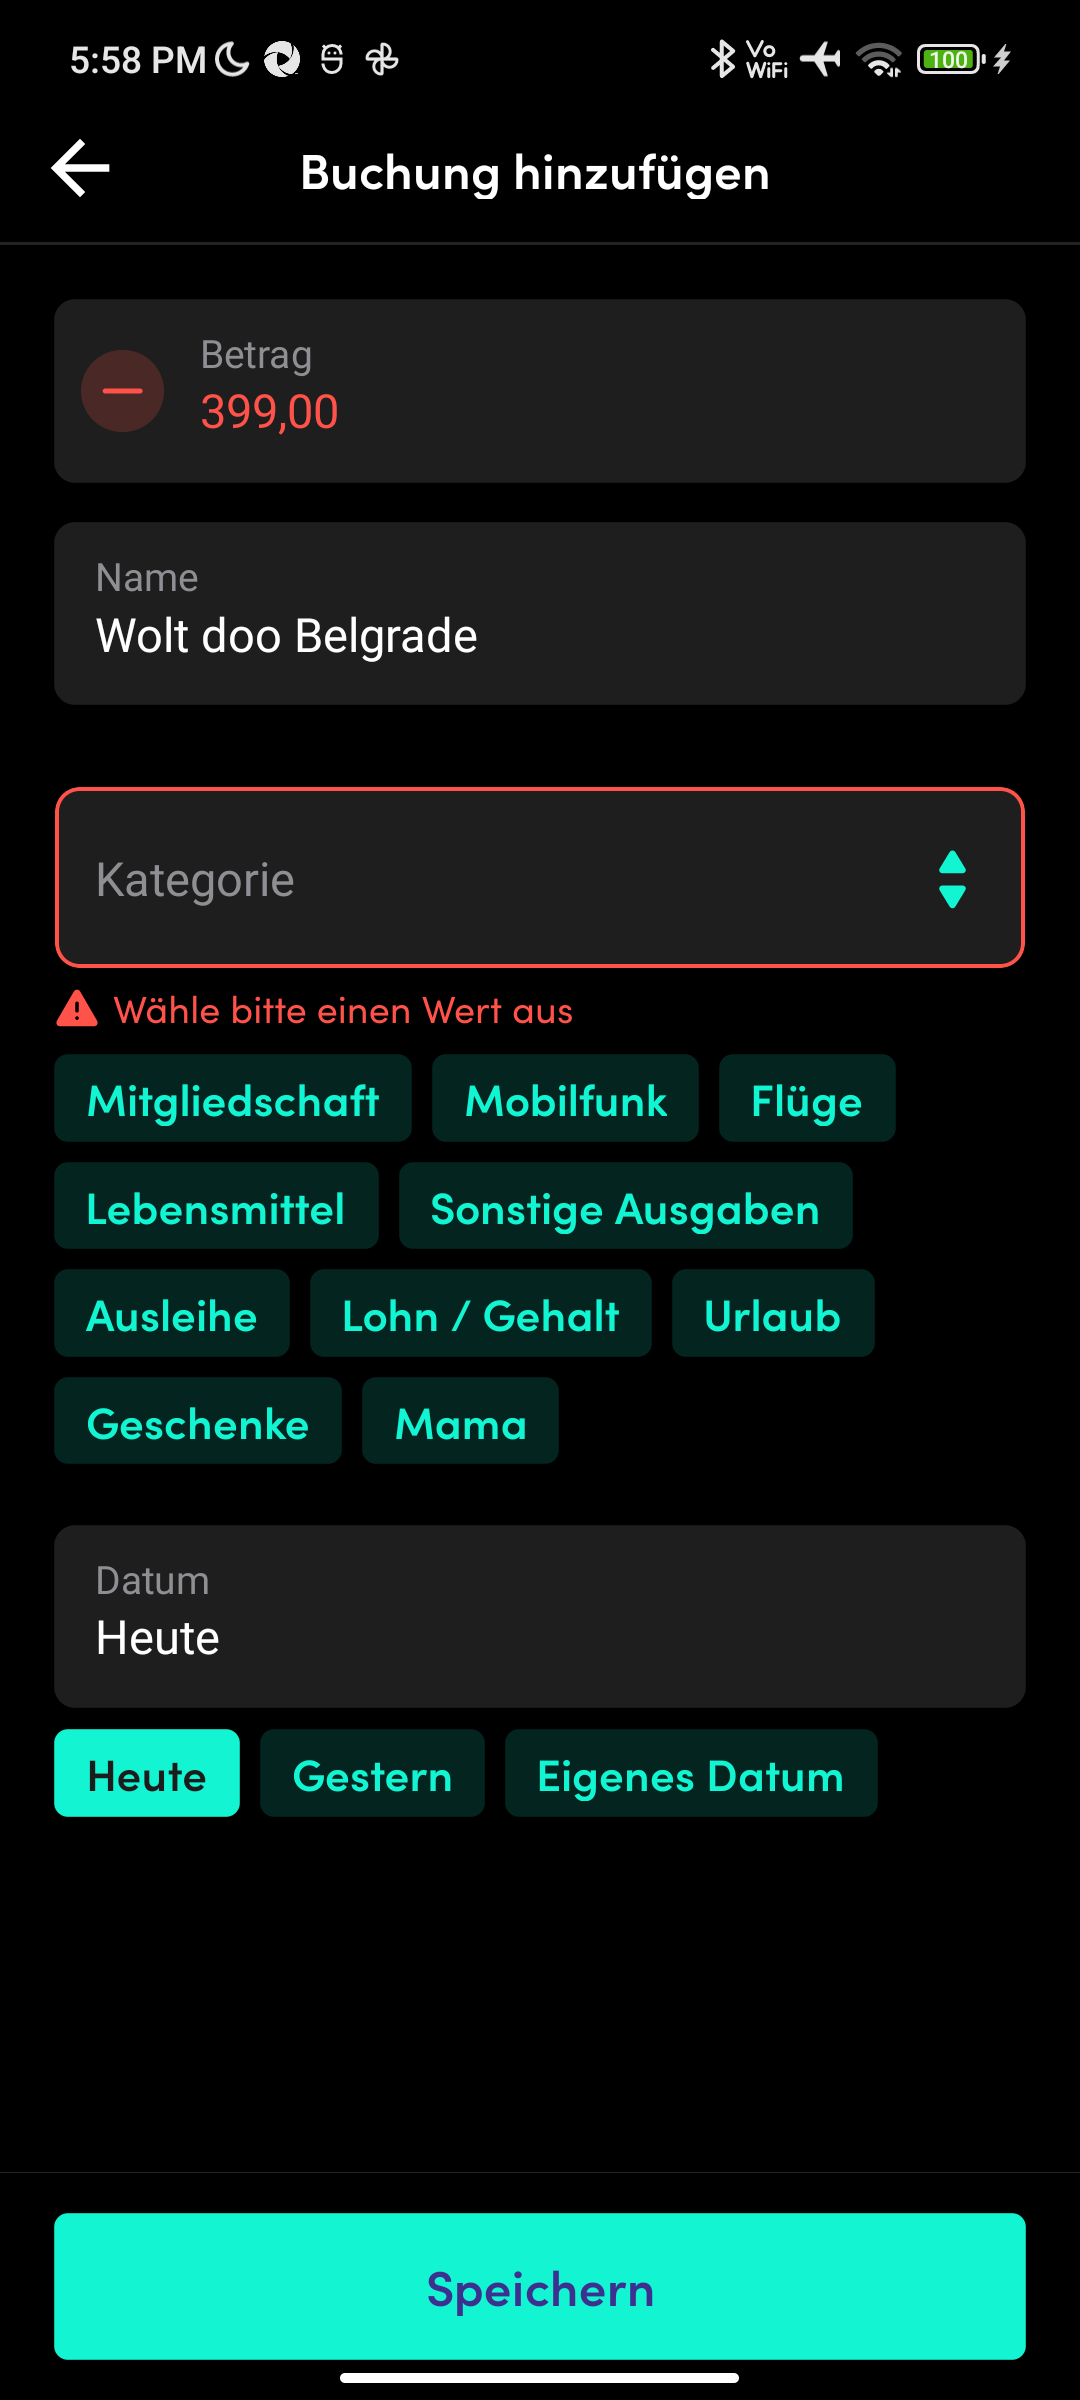 5:58 PM Vo WiFi 100
Buchung hinzufügen
Betrag
399,00
Name
Wolt doo Belgrade
Kategorie
Wähle bitte einen Wert aus
Mitgliedschaft Mobilfunk Flüge
Lebensmittel Sonstige Ausgaben
Ausleihe Lohn / Gehalt Urlaub
Geschenke Mama
Datum
Heute
Heute Gestern Eigenes Datum
Speichern